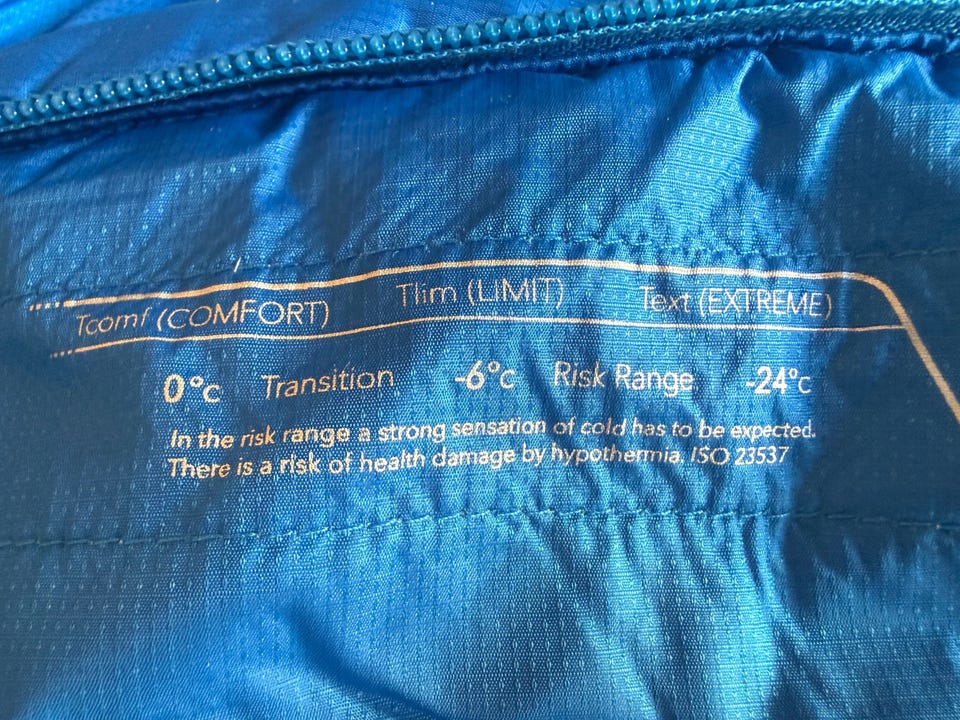 Tcomf (COMFORT) Tlim (LIMIT) Text (EXTREME)
0°c Transition -6°c Risk Range -24°c
In the risk range a strong sensation of cold has to be expected.
There is a risk of health damage by hypothermia. ISO 23537